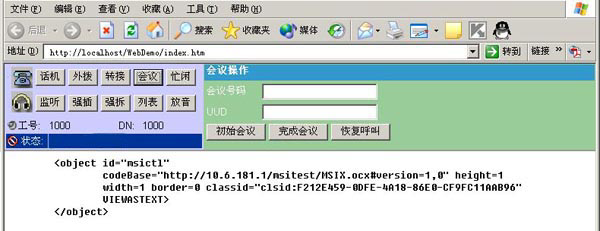 文件(F) 编辑(E) 查看(V) 收藏(A) 工具(T) 帮助(H)
后退 搜索 收藏夹 媒体
地址(D) http://localhost/WebDemo/index.htm 转到 链接 »
话机 外拨 转换 会议 忙闲
监听 强插 强拆 列表 放音
工号: 1000 DN: 1000
状态:
会议操作
会议号码
UUD
初始会议 完成会议 恢复呼叫
<object id="msictl"
codeBase="http://10.6.181.1/msitest/MSIX.ocx#version=1,0" height=1
width=1 border=0 classid="clsid:F212E459-0DFE-4A18-86E0-CF9FC11AAB96"
VIEWASTEXT>
</object>